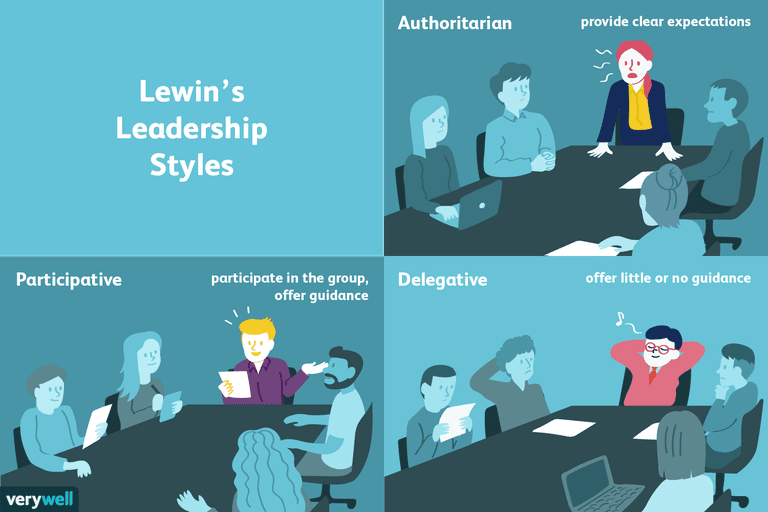 Lewin's
Leadership
Styles
Authoritarian
provide clear expectations
Participative
participate in the group,
offer guidance
Delegative
offer little or no guidance
verywell